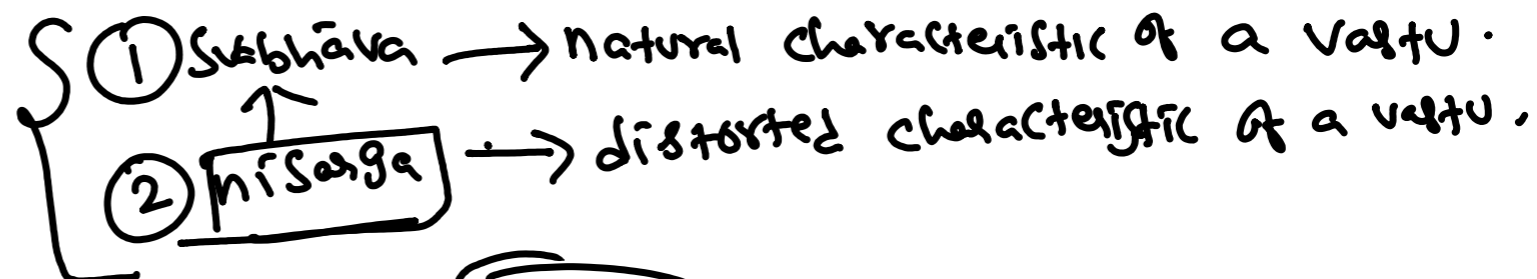 ① Svabhāva → natural characteristic of a vastu.
② nisarga → distorted characteristic of a vastu.